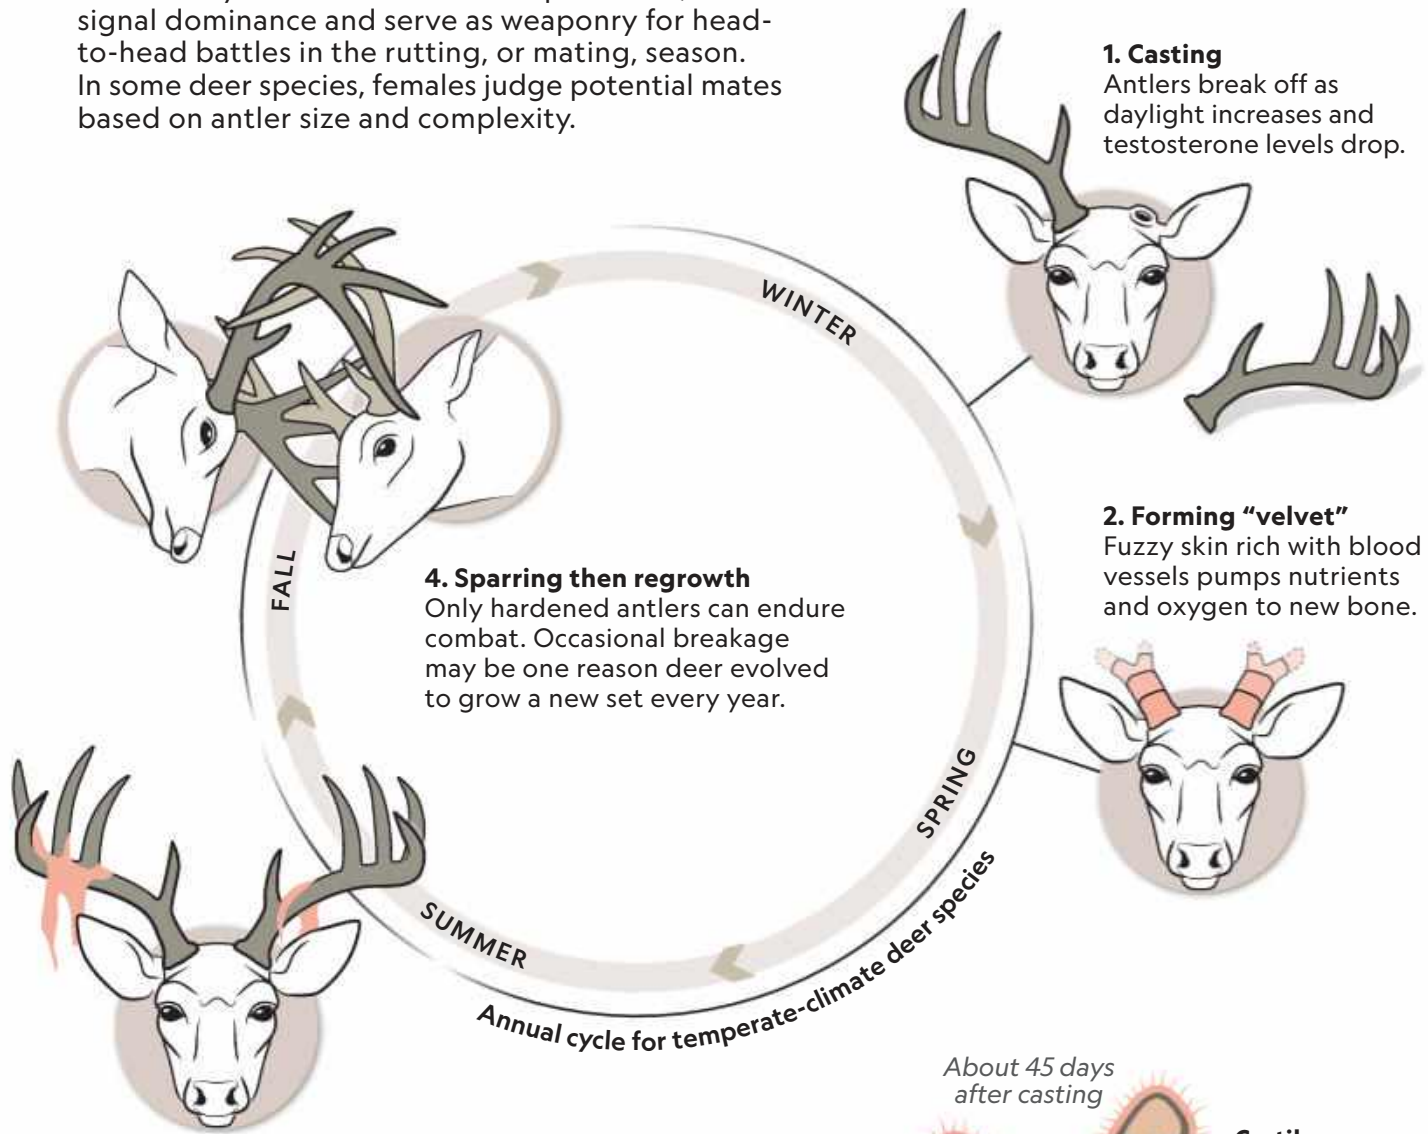 signal dominance and serve as weaponry for head-
to-head battles in the rutting, or mating, season.
In some deer species, females judge potential mates
based on antler size and complexity.
1. Casting
Antlers break off as
daylight increases and
testosterone levels drop.
WINTER
2. Forming “velvet”
Fuzzy skin rich with blood
vessels pumps nutrients
and oxygen to new bone.
FALL
4. Sparring then regrowth
Only hardened antlers can endure
combat. Occasional breakage
may be one reason deer evolved
to grow a new set every year.
SPRING
SUMMER
Annual cycle for temperate-climate deer species
About 45 days
after casting